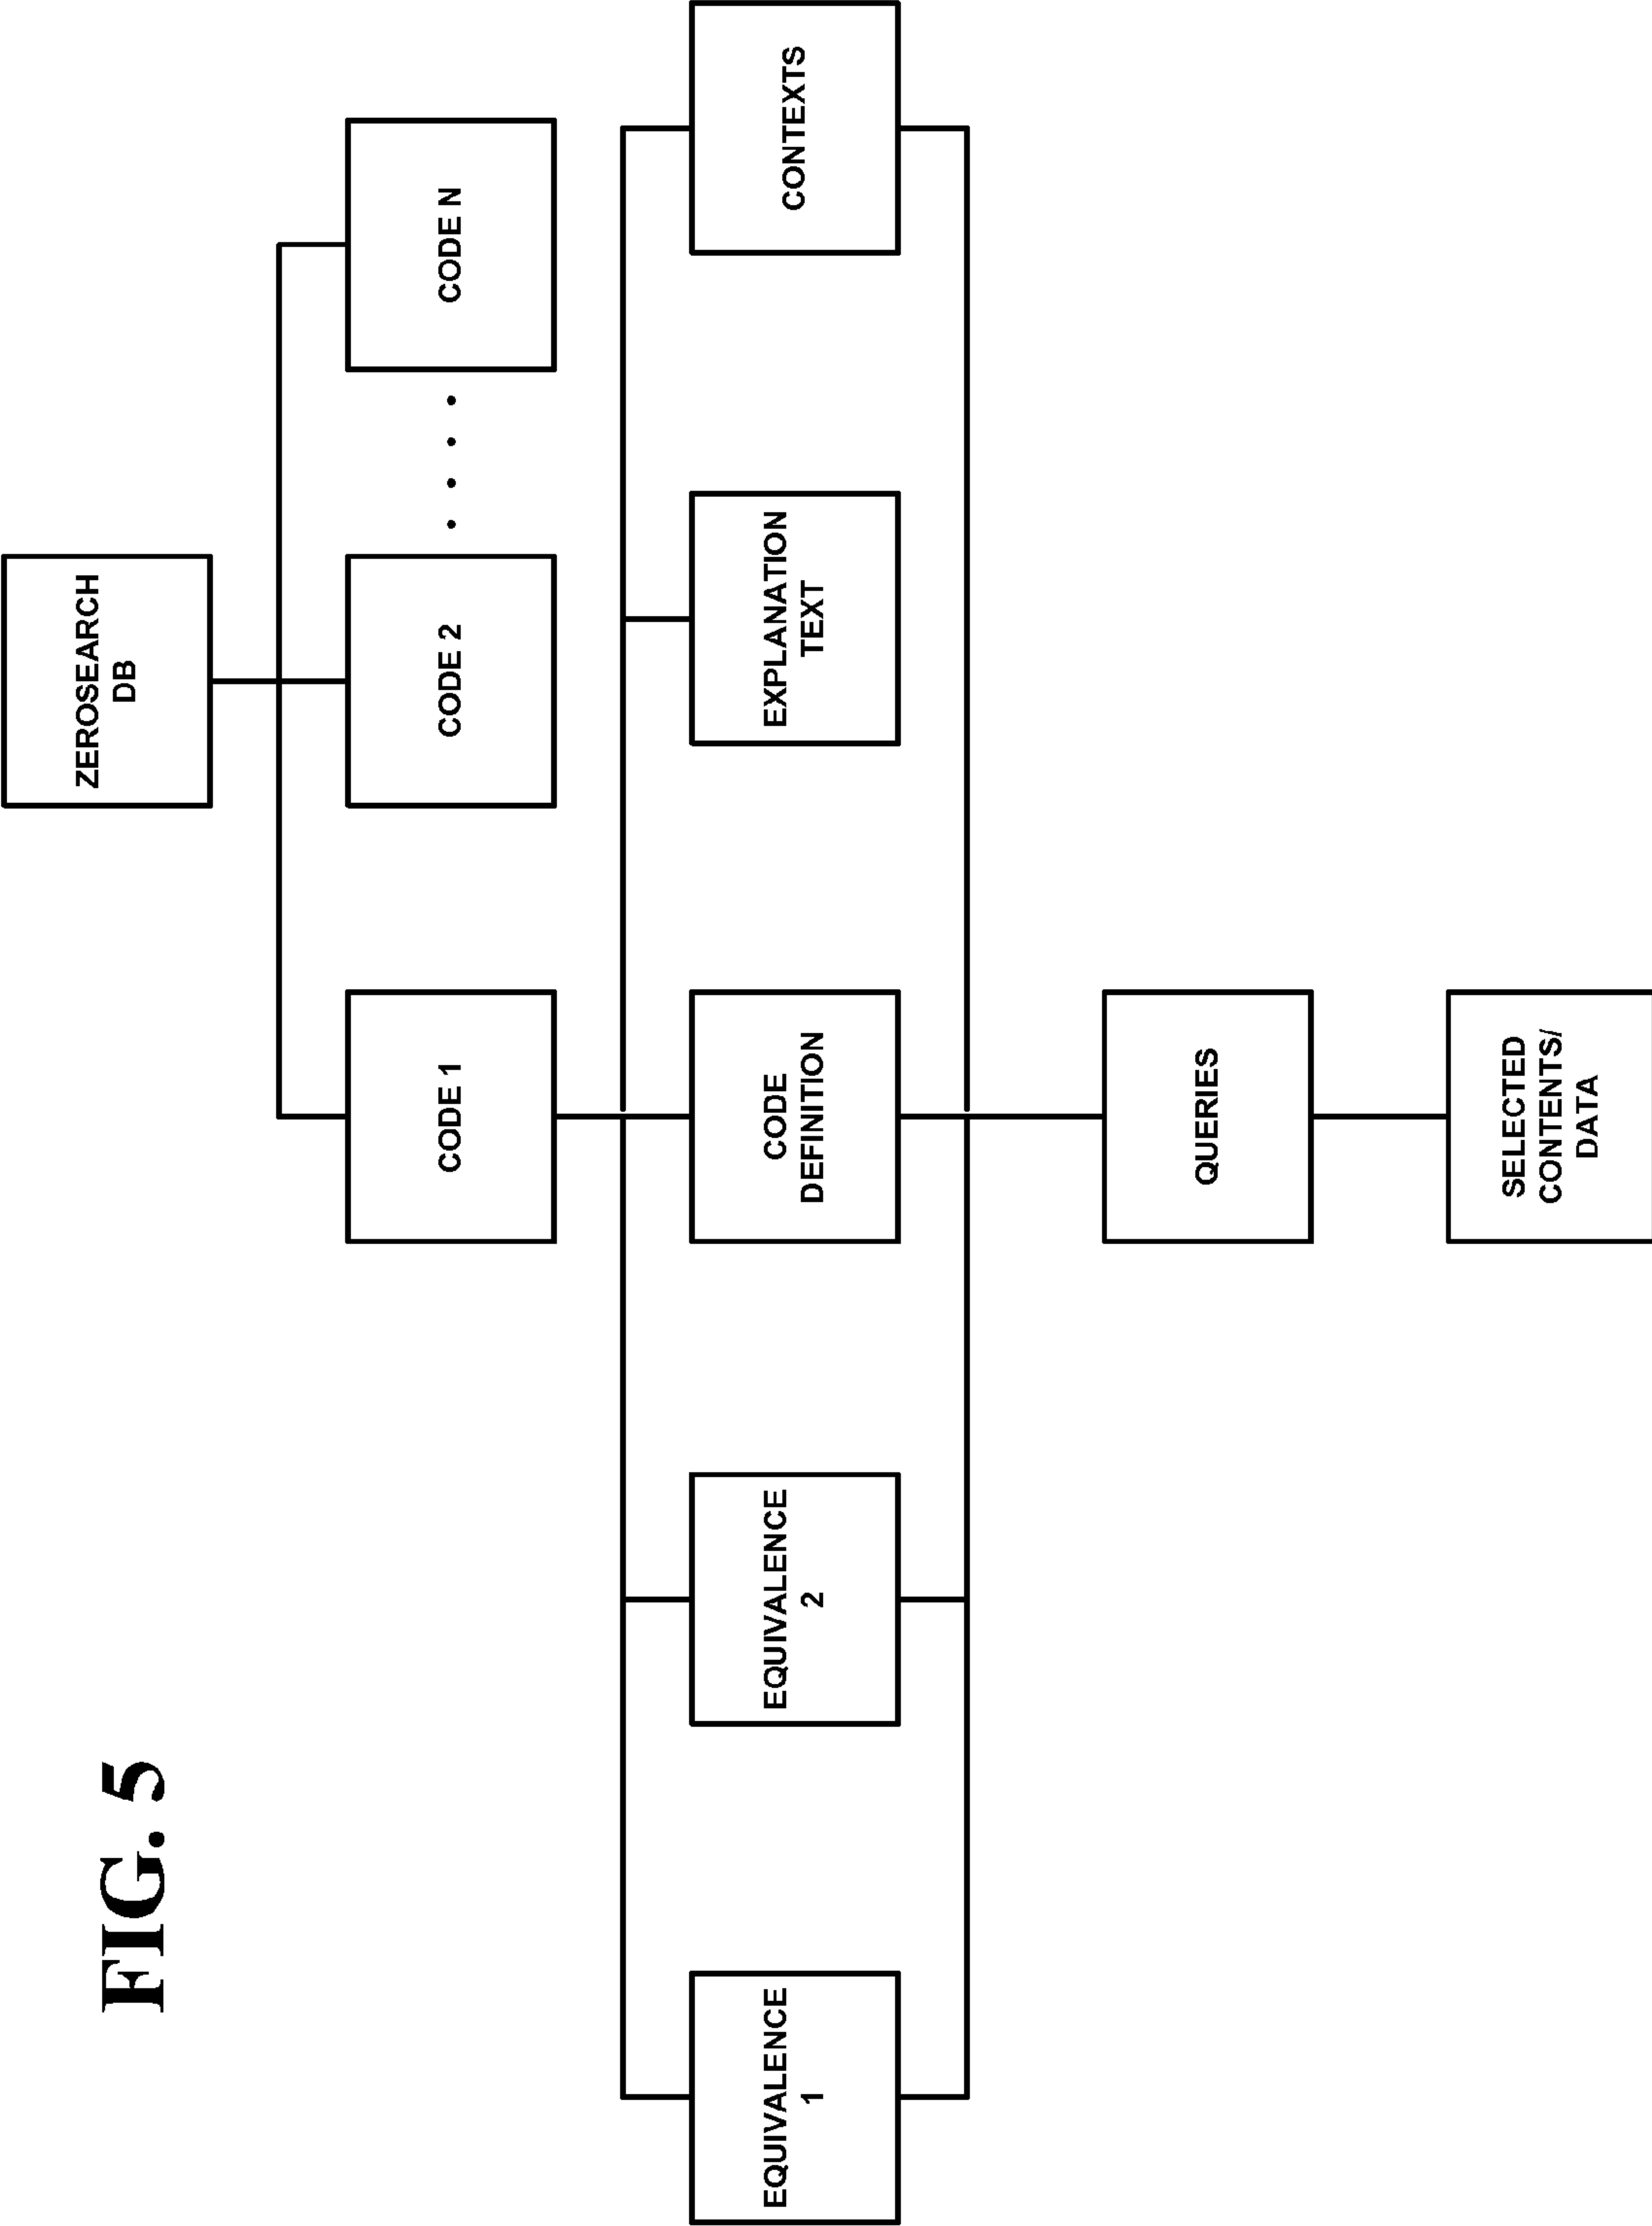 FIG. 5
ZEROSEARCH
DB
CODE 1
CODE 2
. . . .
CODE N
EQUIVALENCE
1
EQUIVALENCE
2
CODE
DEFINITION
EXPLANATION
TEXT
CONTEXTS
QUERIES
SELECTED
CONTENTS/
DATA